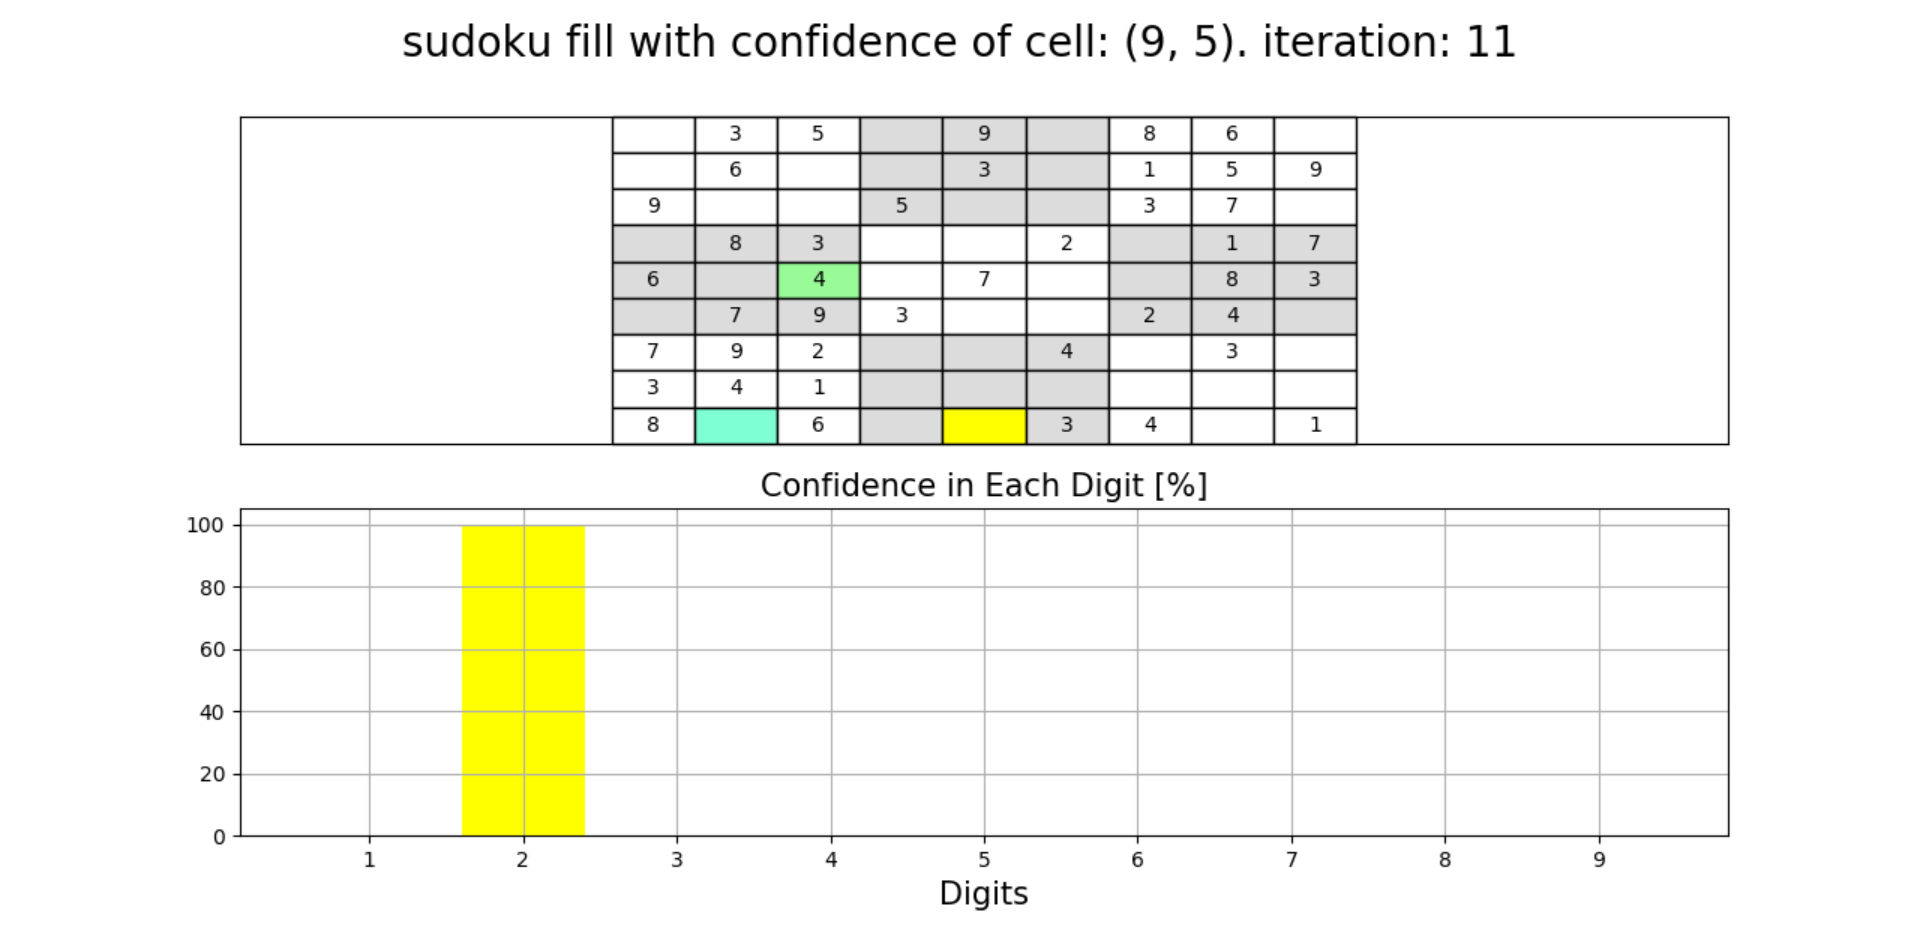 sudoku fill with confidence of cell: (9, 5). iteration: 11
3 5 9 8 6
6 3 1 5 9
9 5 3 7
8 3 2 1 7
6 4 7 8 3
7 9 3 2 4
7 9 2 4 3
3 4 1
8 6 3 4 1
Confidence in Each Digit [%]
100
80
60
40
20
0
1 2 3 4 5 6 7 8 9
Digits